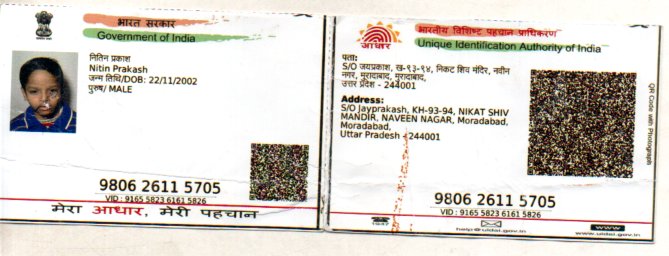 भारत सरकार
Government of India
नितिन प्रकाश
Nitin Prakash
जन्म तिथि/DOB: 22/11/2002
पुरुष/ MALE
9806 2611 5705
VID : 9165 5823 6161 5826
मेरा आधार, मेरी पहचान
भारतीय विशिष्ट पहचान प्राधिकरण
Unique Identification Authority of India
आधार
पता:
S/O जयप्रकाश, ख-९३-९४, निकट शिव मंदिर, नवीन
नगर, मुरादाबाद, मुरादाबाद,
उत्तर प्रदेश - 244001
Address:
S/O Jayprakash, KH-93-94, NIKAT SHIV
MANDIR, NAVEEN NAGAR, Moradabad,
Moradabad,
Uttar Pradesh - 244001
QR Code with Photograph
9806 2611 5705
VID : 9165 5823 6161 5826
1947
help@uidai.gov.in
www
www.uidai.gov.in